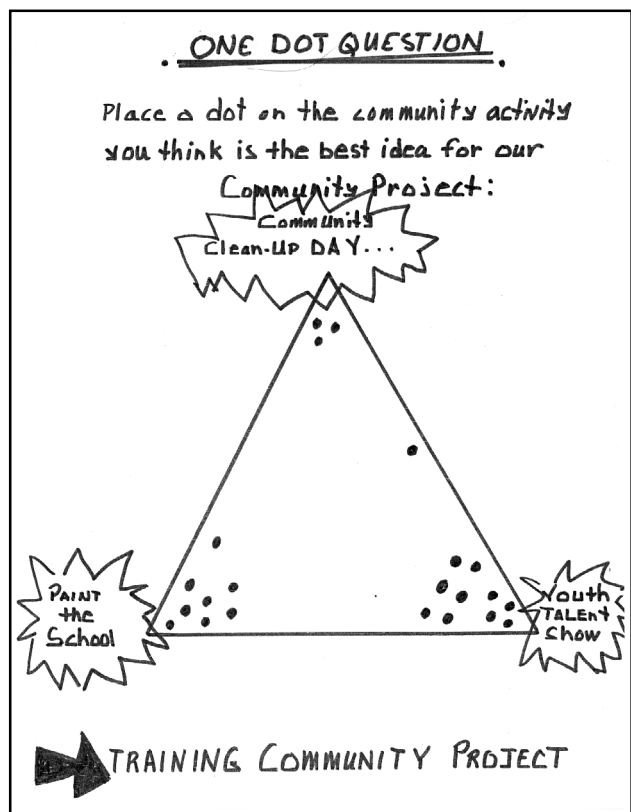 ONE DOT QUESTION
Place a dot on the community activity
you think is the best idea for our
Community Project:
Community
Clean-Up DAY...
PAINT
the
School
Youth
TALENT
Show
TRAINING COMMUNITY PROJECT